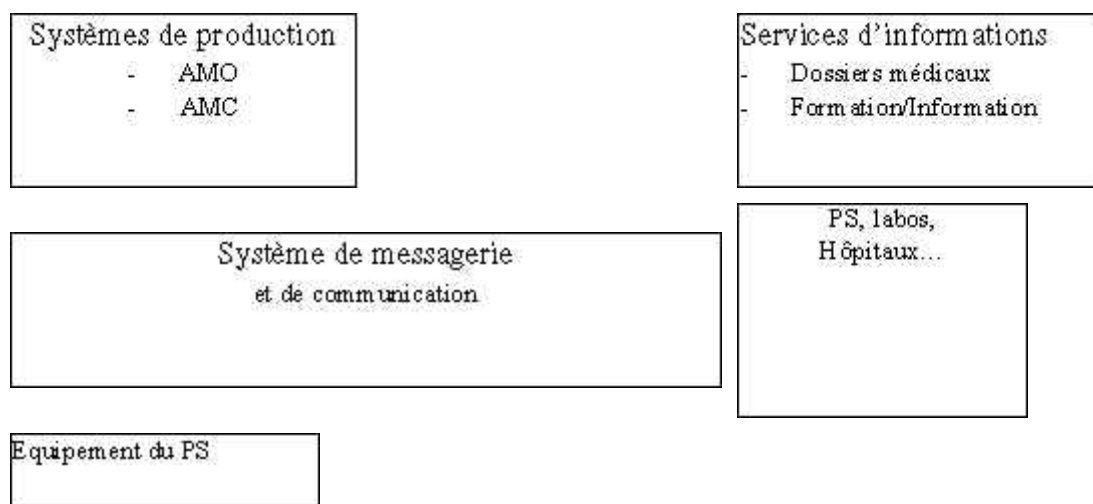 Systèmes de production
- AMO
- AMC
Services d'informations
- Dossiers médicaux
- Formation/Information
Système de messagerie
et de communication
PS, labos,
Hôpitaux...
Equipement du PS